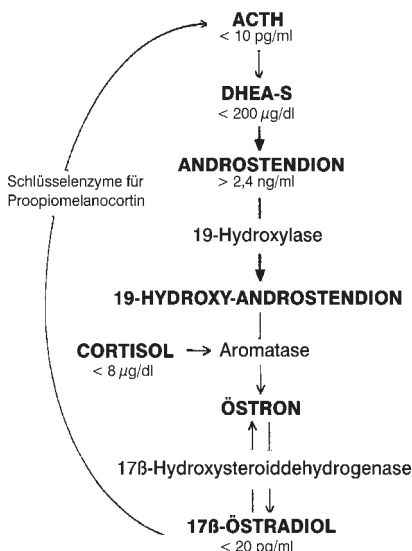 ACTH
< 10 pg/ml
DHEA-S
< 200 µg/dl
ANDROSTENDION
> 2,4 ng/ml
Schlüsselenzyme für
Proopiomelanocortin
19-Hydroxylase
19-HYDROXY-ANDROSTENDION
CORTISOL
< 8 µg/dl
Aromatase
ÖSTRON
17ß-Hydroxysteroiddehydrogenase
17ß-ÖSTRADIOL
< 20 pg/ml